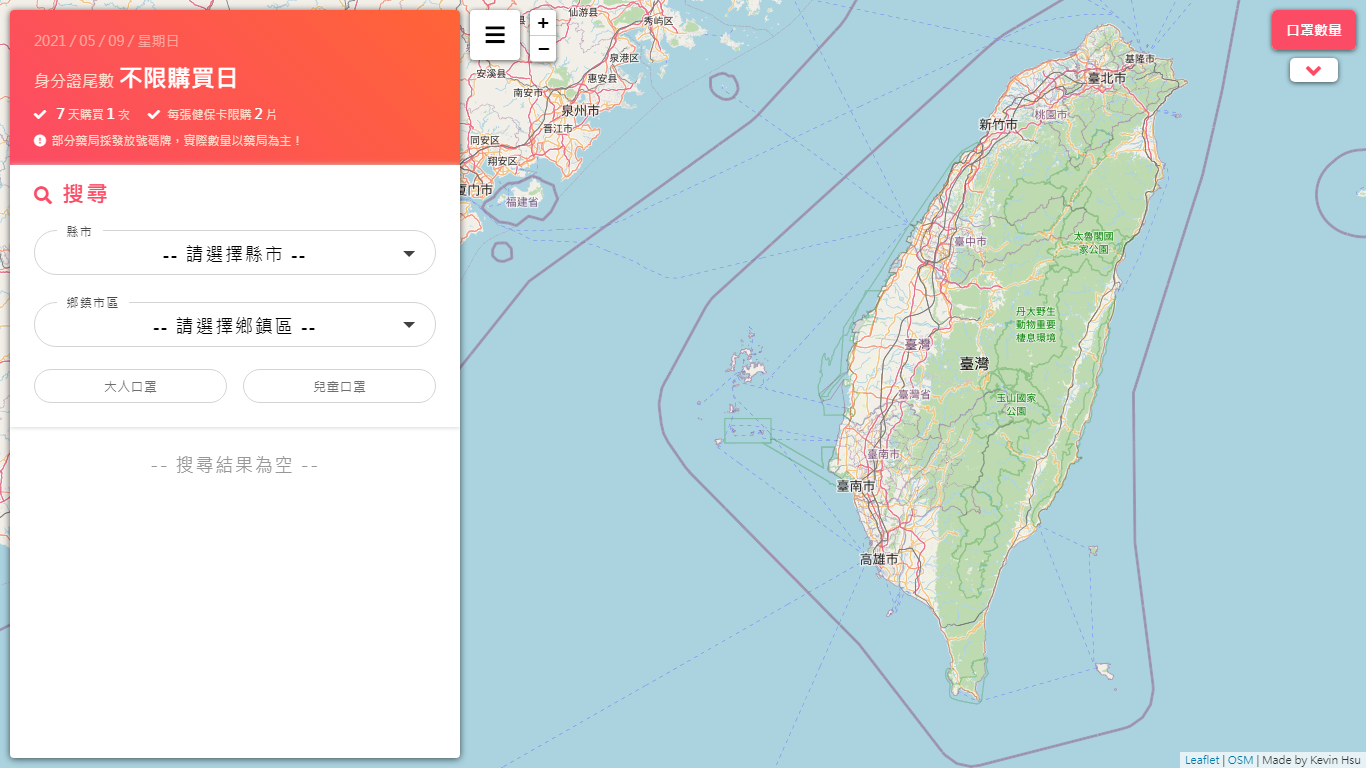 2021 / 05 / 09 / 星期日
身分證尾數 不限購買日
7 天購買 1 次 每張健保卡限購 2 片
部分藥局採發放號碼牌，實際數量以藥局為主！
搜尋
縣市
-- 請選擇縣市 --
鄉鎮市區
-- 請選擇鄉鎮區 --
大人口罩 兒童口罩
-- 搜尋結果為空 --
+
−
口罩數量
仙游县
秀屿区
泉港区
安溪县
惠安县
南安市
泉州市
晋江市
同安区
翔安区
厦门市
福建省
基隆市
臺北市
桃園市
新竹市
太魯閣國
家公園
臺中市
丹大野生
動物重要
棲息環境
臺灣
臺灣
臺灣省
玉山國家
公園
臺南市
臺南市
高雄市
Leaflet | OSM | Made by Kevin Hsu